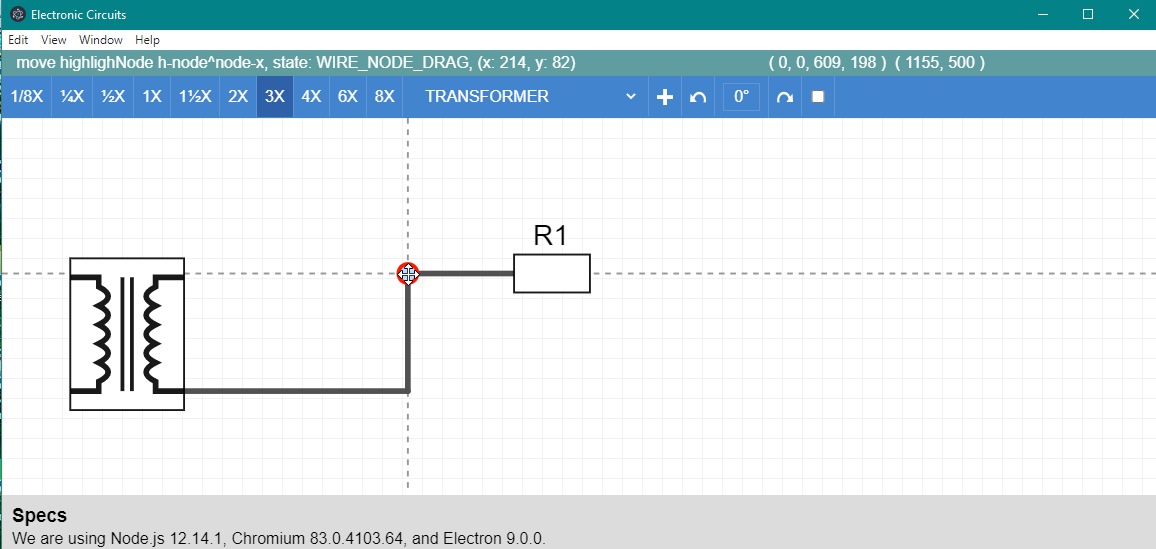 Electronic Circuits
Edit View Window Help
move highlighNode h-node^node-x, state: WIRE_NODE_DRAG, (x: 214, y: 82) ( 0, 0, 609, 198 ) ( 1155, 500 )
1/8X ¼X ½X 1X 1½X 2X 3X 4X 6X 8X TRANSFORMER 0°
R1
Specs
We are using Node.js 12.14.1, Chromium 83.0.4103.64, and Electron 9.0.0.